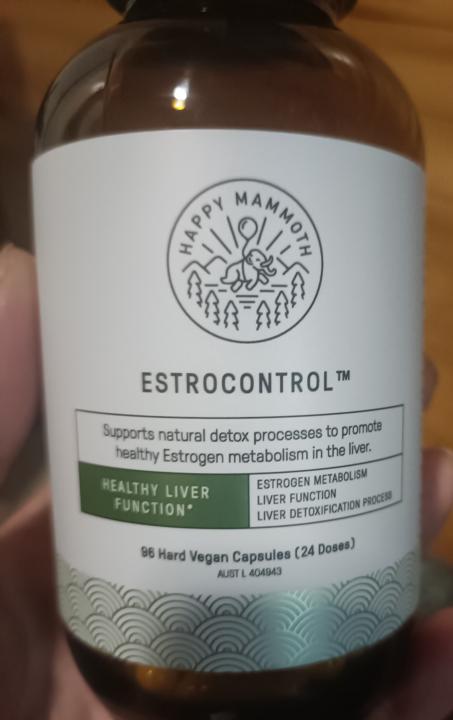 HAPPY MAMMOTH
ESTROCONTROL™
Supports natural detox processes to promote
healthy Estrogen metabolism in the liver.
HEALTHY LIVER
FUNCTION*
ESTROGEN METABOLISM
LIVER FUNCTION
LIVER DETOXIFICATION PROCESS
96 Hard Vegan Capsules (24 Doses)
AUST L 404943